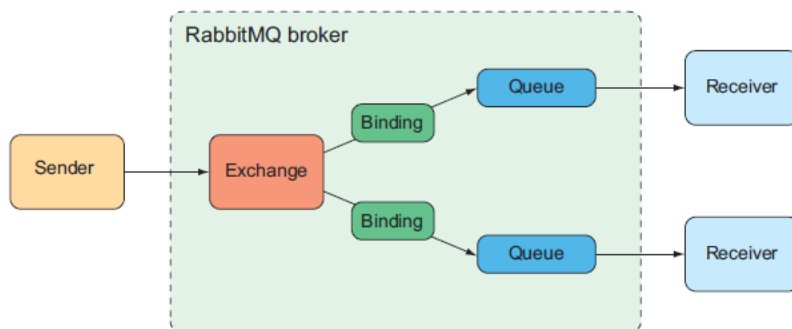 RabbitMQ broker
Queue
Receiver
Binding
Sender
Exchange
Binding
Queue
Receiver